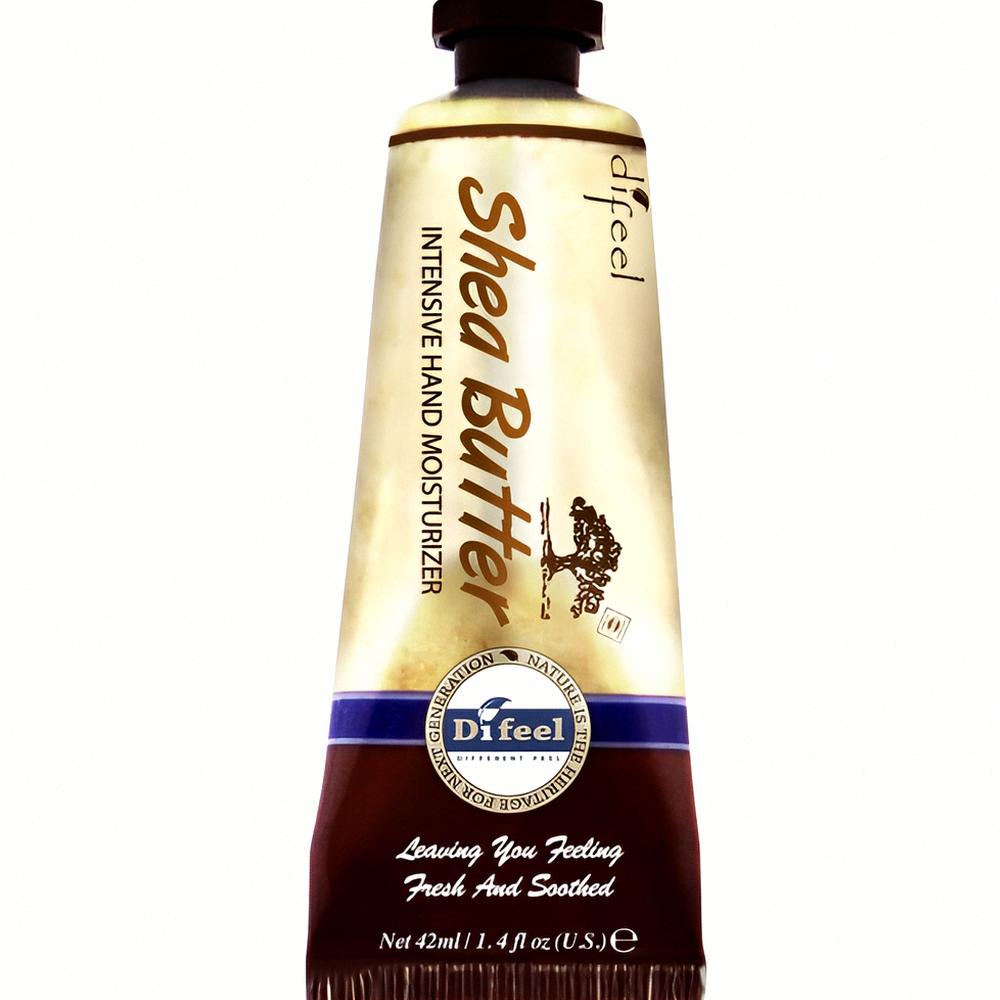 difeel
Shea Butter
INTENSIVE HAND MOISTURIZER
NATURE IS THE HERITAGE FOR NEXT GENERATION
Difeel
DIFFERENT FEEL
Leaving You Feeling
Fresh And Soothed
Net 42ml / 1.4 fl oz (U.S.) ℮